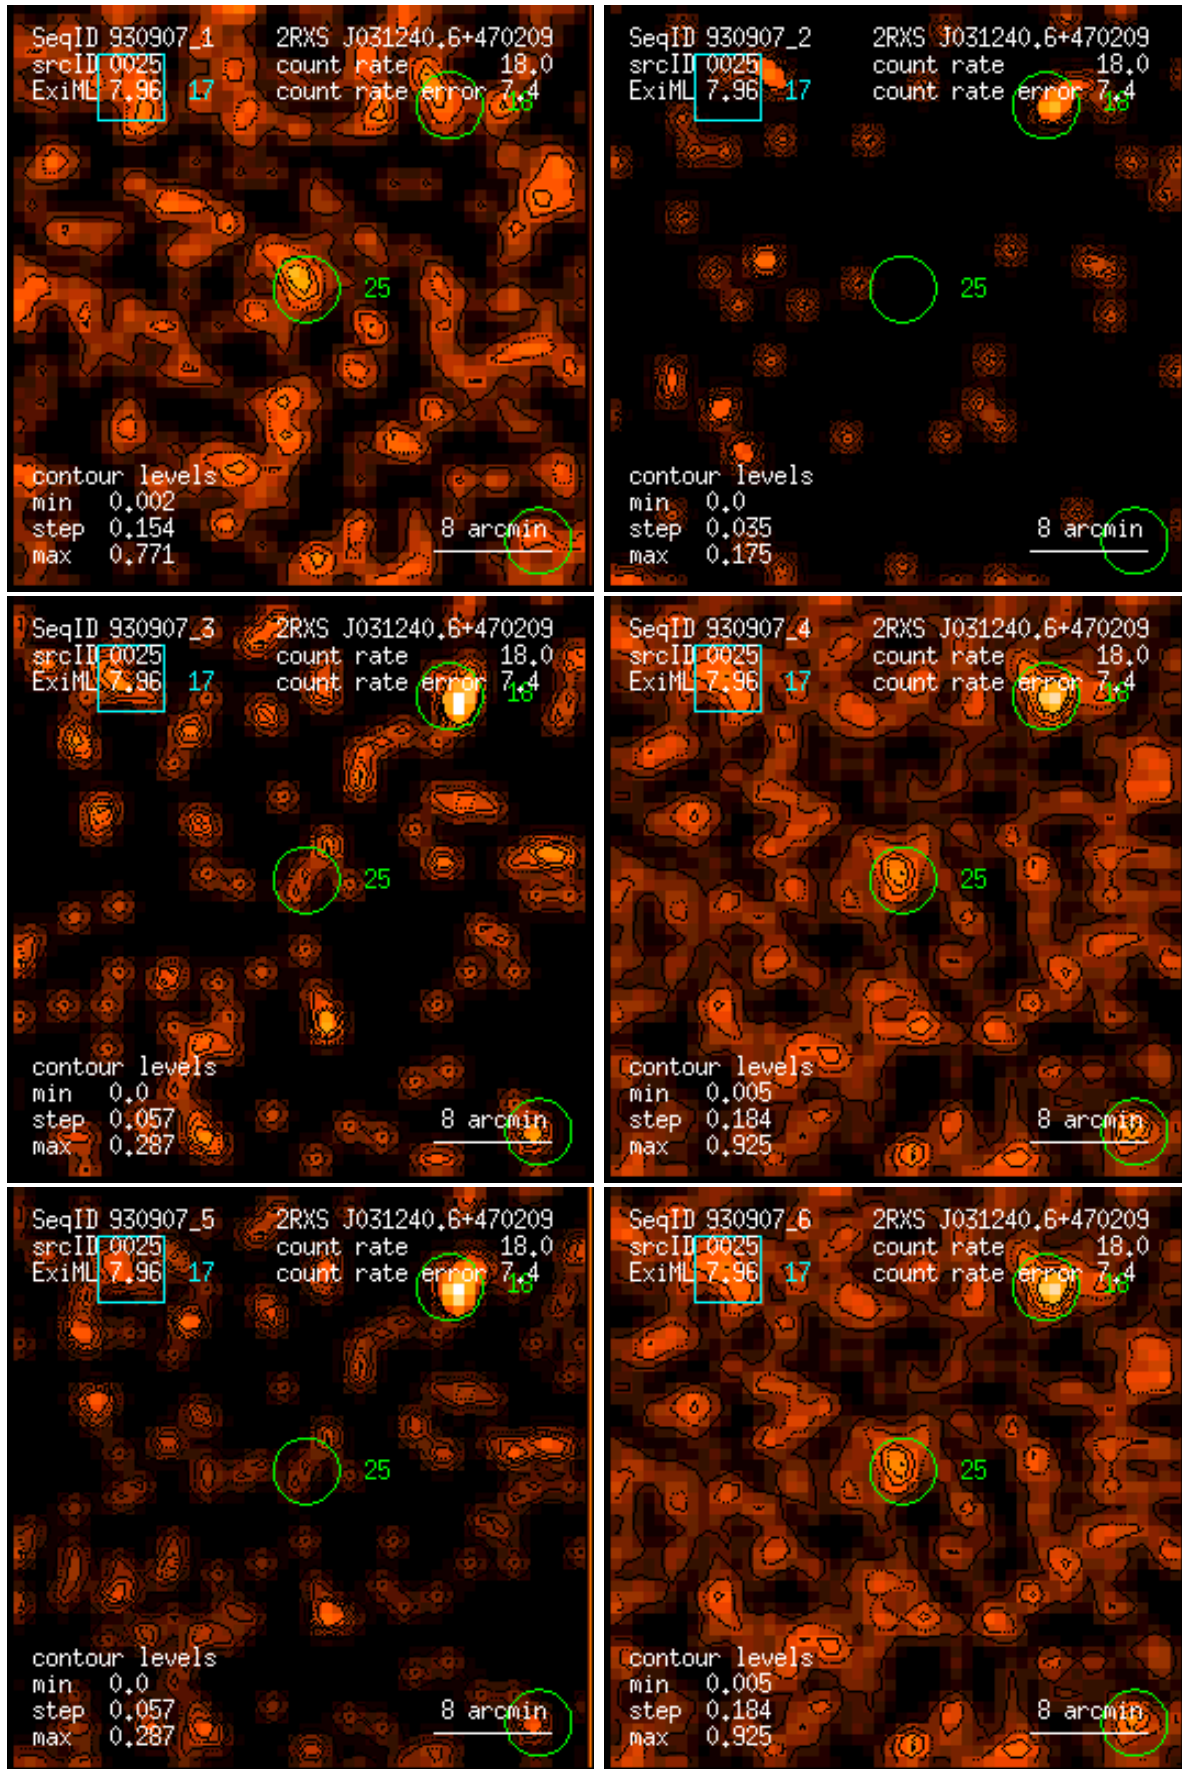 SeqID 930907_1 2RXS J031240.6+470209
srcID 0025 count rate 18.0
ExiML 7.96 17 count rate error 7.4
18
25
contour levels
min 0.002
step 0.154 8 arcmin
max 0.771
SeqID 930907_2 2RXS J031240.6+470209
srcID 0025 count rate 18.0
ExiML 7.96 17 count rate error 7.4
18
25
contour levels
min 0.0
step 0.035 8 arcmin
max 0.175
SeqID 930907_3 2RXS J031240.6+470209
srcID 0025 count rate 18.0
ExiML 7.96 17 count rate error 7.4
18
25
contour levels
min 0.0
step 0.057 8 arcmin
max 0.287
SeqID 930907_4 2RXS J031240.6+470209
srcID 0025 count rate 18.0
ExiML 7.96 17 count rate error 7.4
18
25
contour levels
min 0.005
step 0.184 8 arcmin
max 0.925
SeqID 930907_5 2RXS J031240.6+470209
srcID 0025 count rate 18.0
ExiML 7.96 17 count rate error 7.4
18
25
contour levels
min 0.0
step 0.057 8 arcmin
max 0.287
SeqID 930907_6 2RXS J031240.6+470209
srcID 0025 count rate 18.0
ExiML 7.96 17 count rate error 7.4
18
25
contour levels
min 0.005
step 0.184 8 arcmin
max 0.925